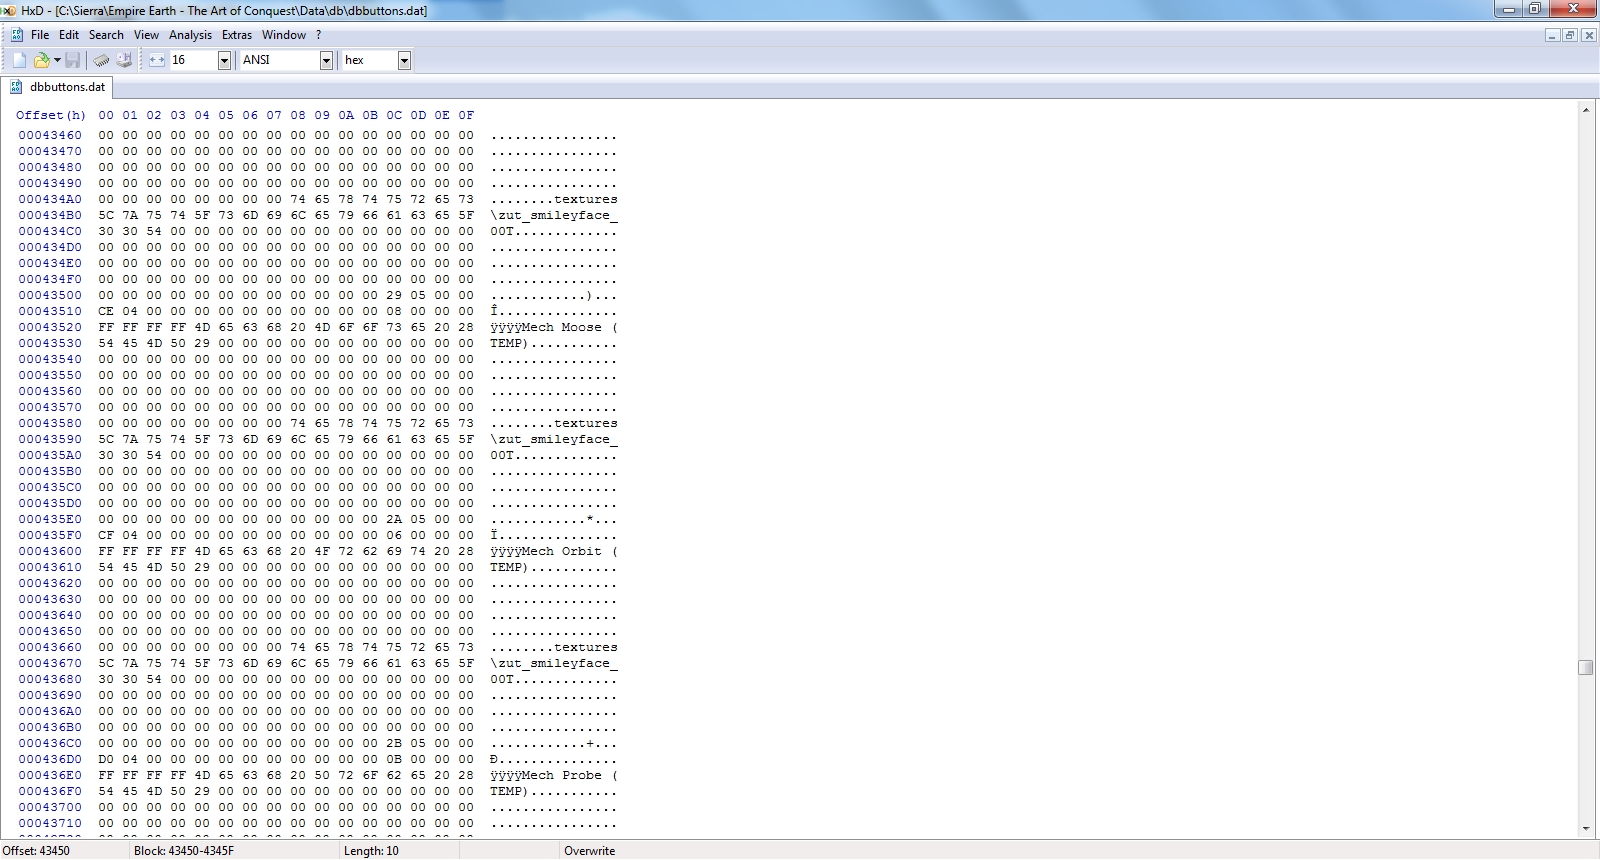 HxD - [C:\Sierra\Empire Earth - The Art of Conquest\Data\db\dbbuttons.dat]
File Edit Search View Analysis Extras Window ?
16 ANSI hex
dbbuttons.dat
Offset(h) 00 01 02 03 04 05 06 07 08 09 0A 0B 0C 0D 0E 0F
00043460 00 00 00 00 00 00 00 00 00 00 00 00 00 00 00 00 ................
00043470 00 00 00 00 00 00 00 00 00 00 00 00 00 00 00 00 ................
00043480 00 00 00 00 00 00 00 00 00 00 00 00 00 00 00 00 ................
00043490 00 00 00 00 00 00 00 00 00 00 00 00 00 00 00 00 ................
000434A0 00 00 00 00 00 00 00 00 74 65 78 74 75 72 65 73 ........textures
000434B0 5C 7A 75 74 5F 73 6D 69 6C 65 79 66 61 63 65 5F \zut_smileyface_
000434C0 30 30 54 00 00 00 00 00 00 00 00 00 00 00 00 00 00T.............
000434D0 00 00 00 00 00 00 00 00 00 00 00 00 00 00 00 00 ................
000434E0 00 00 00 00 00 00 00 00 00 00 00 00 00 00 00 00 ................
000434F0 00 00 00 00 00 00 00 00 00 00 00 00 00 00 00 00 ................
00043500 00 00 00 00 00 00 00 00 00 00 00 00 29 05 00 00 ............)...
00043510 CE 04 00 00 00 00 00 00 00 00 00 00 08 00 00 00 Î...............
00043520 FF FF FF FF 4D 65 63 68 20 4D 6F 6F 73 65 20 28 ÿÿÿÿMech Moose (
00043530 54 45 4D 50 29 00 00 00 00 00 00 00 00 00 00 00 TEMP)...........
00043540 00 00 00 00 00 00 00 00 00 00 00 00 00 00 00 00 ................
00043550 00 00 00 00 00 00 00 00 00 00 00 00 00 00 00 00 ................
00043560 00 00 00 00 00 00 00 00 00 00 00 00 00 00 00 00 ................
00043570 00 00 00 00 00 00 00 00 00 00 00 00 00 00 00 00 ................
00043580 00 00 00 00 00 00 00 00 74 65 78 74 75 72 65 73 ........textures
00043590 5C 7A 75 74 5F 73 6D 69 6C 65 79 66 61 63 65 5F \zut_smileyface_
000435A0 30 30 54 00 00 00 00 00 00 00 00 00 00 00 00 00 00T.............
000435B0 00 00 00 00 00 00 00 00 00 00 00 00 00 00 00 00 ................
000435C0 00 00 00 00 00 00 00 00 00 00 00 00 00 00 00 00 ................
000435D0 00 00 00 00 00 00 00 00 00 00 00 00 00 00 00 00 ................
000435E0 00 00 00 00 00 00 00 00 00 00 00 00 2A 05 00 00 ............*...
000435F0 CF 04 00 00 00 00 00 00 00 00 00 00 06 00 00 00 Ï...............
00043600 FF FF FF FF 4D 65 63 68 20 4F 72 62 69 74 20 28 ÿÿÿÿMech Orbit (
00043610 54 45 4D 50 29 00 00 00 00 00 00 00 00 00 00 00 TEMP)...........
00043620 00 00 00 00 00 00 00 00 00 00 00 00 00 00 00 00 ................
00043630 00 00 00 00 00 00 00 00 00 00 00 00 00 00 00 00 ................
00043640 00 00 00 00 00 00 00 00 00 00 00 00 00 00 00 00 ................
00043650 00 00 00 00 00 00 00 00 00 00 00 00 00 00 00 00 ................
00043660 00 00 00 00 00 00 00 00 74 65 78 74 75 72 65 73 ........textures
00043670 5C 7A 75 74 5F 73 6D 69 6C 65 79 66 61 63 65 5F \zut_smileyface_
00043680 30 30 54 00 00 00 00 00 00 00 00 00 00 00 00 00 00T.............
00043690 00 00 00 00 00 00 00 00 00 00 00 00 00 00 00 00 ................
000436A0 00 00 00 00 00 00 00 00 00 00 00 00 00 00 00 00 ................
000436B0 00 00 00 00 00 00 00 00 00 00 00 00 00 00 00 00 ................
000436C0 00 00 00 00 00 00 00 00 00 00 00 00 2B 05 00 00 ............+...
000436D0 D0 04 00 00 00 00 00 00 00 00 00 00 0B 00 00 00 Ð...............
000436E0 FF FF FF FF 4D 65 63 68 20 50 72 6F 62 65 20 28 ÿÿÿÿMech Probe (
000436F0 54 45 4D 50 29 00 00 00 00 00 00 00 00 00 00 00 TEMP)...........
00043700 00 00 00 00 00 00 00 00 00 00 00 00 00 00 00 00 ................
00043710 00 00 00 00 00 00 00 00 00 00 00 00 00 00 00 00 ................
Offset: 43450 Block: 43450-4345F Length: 10 Overwrite